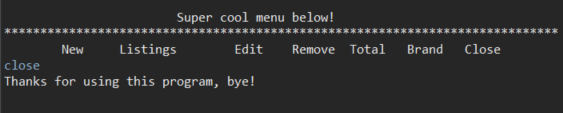 Super cool menu below!
*****************************************************************************
New Listings Edit Remove Total Brand Close
close
Thanks for using this program, bye!